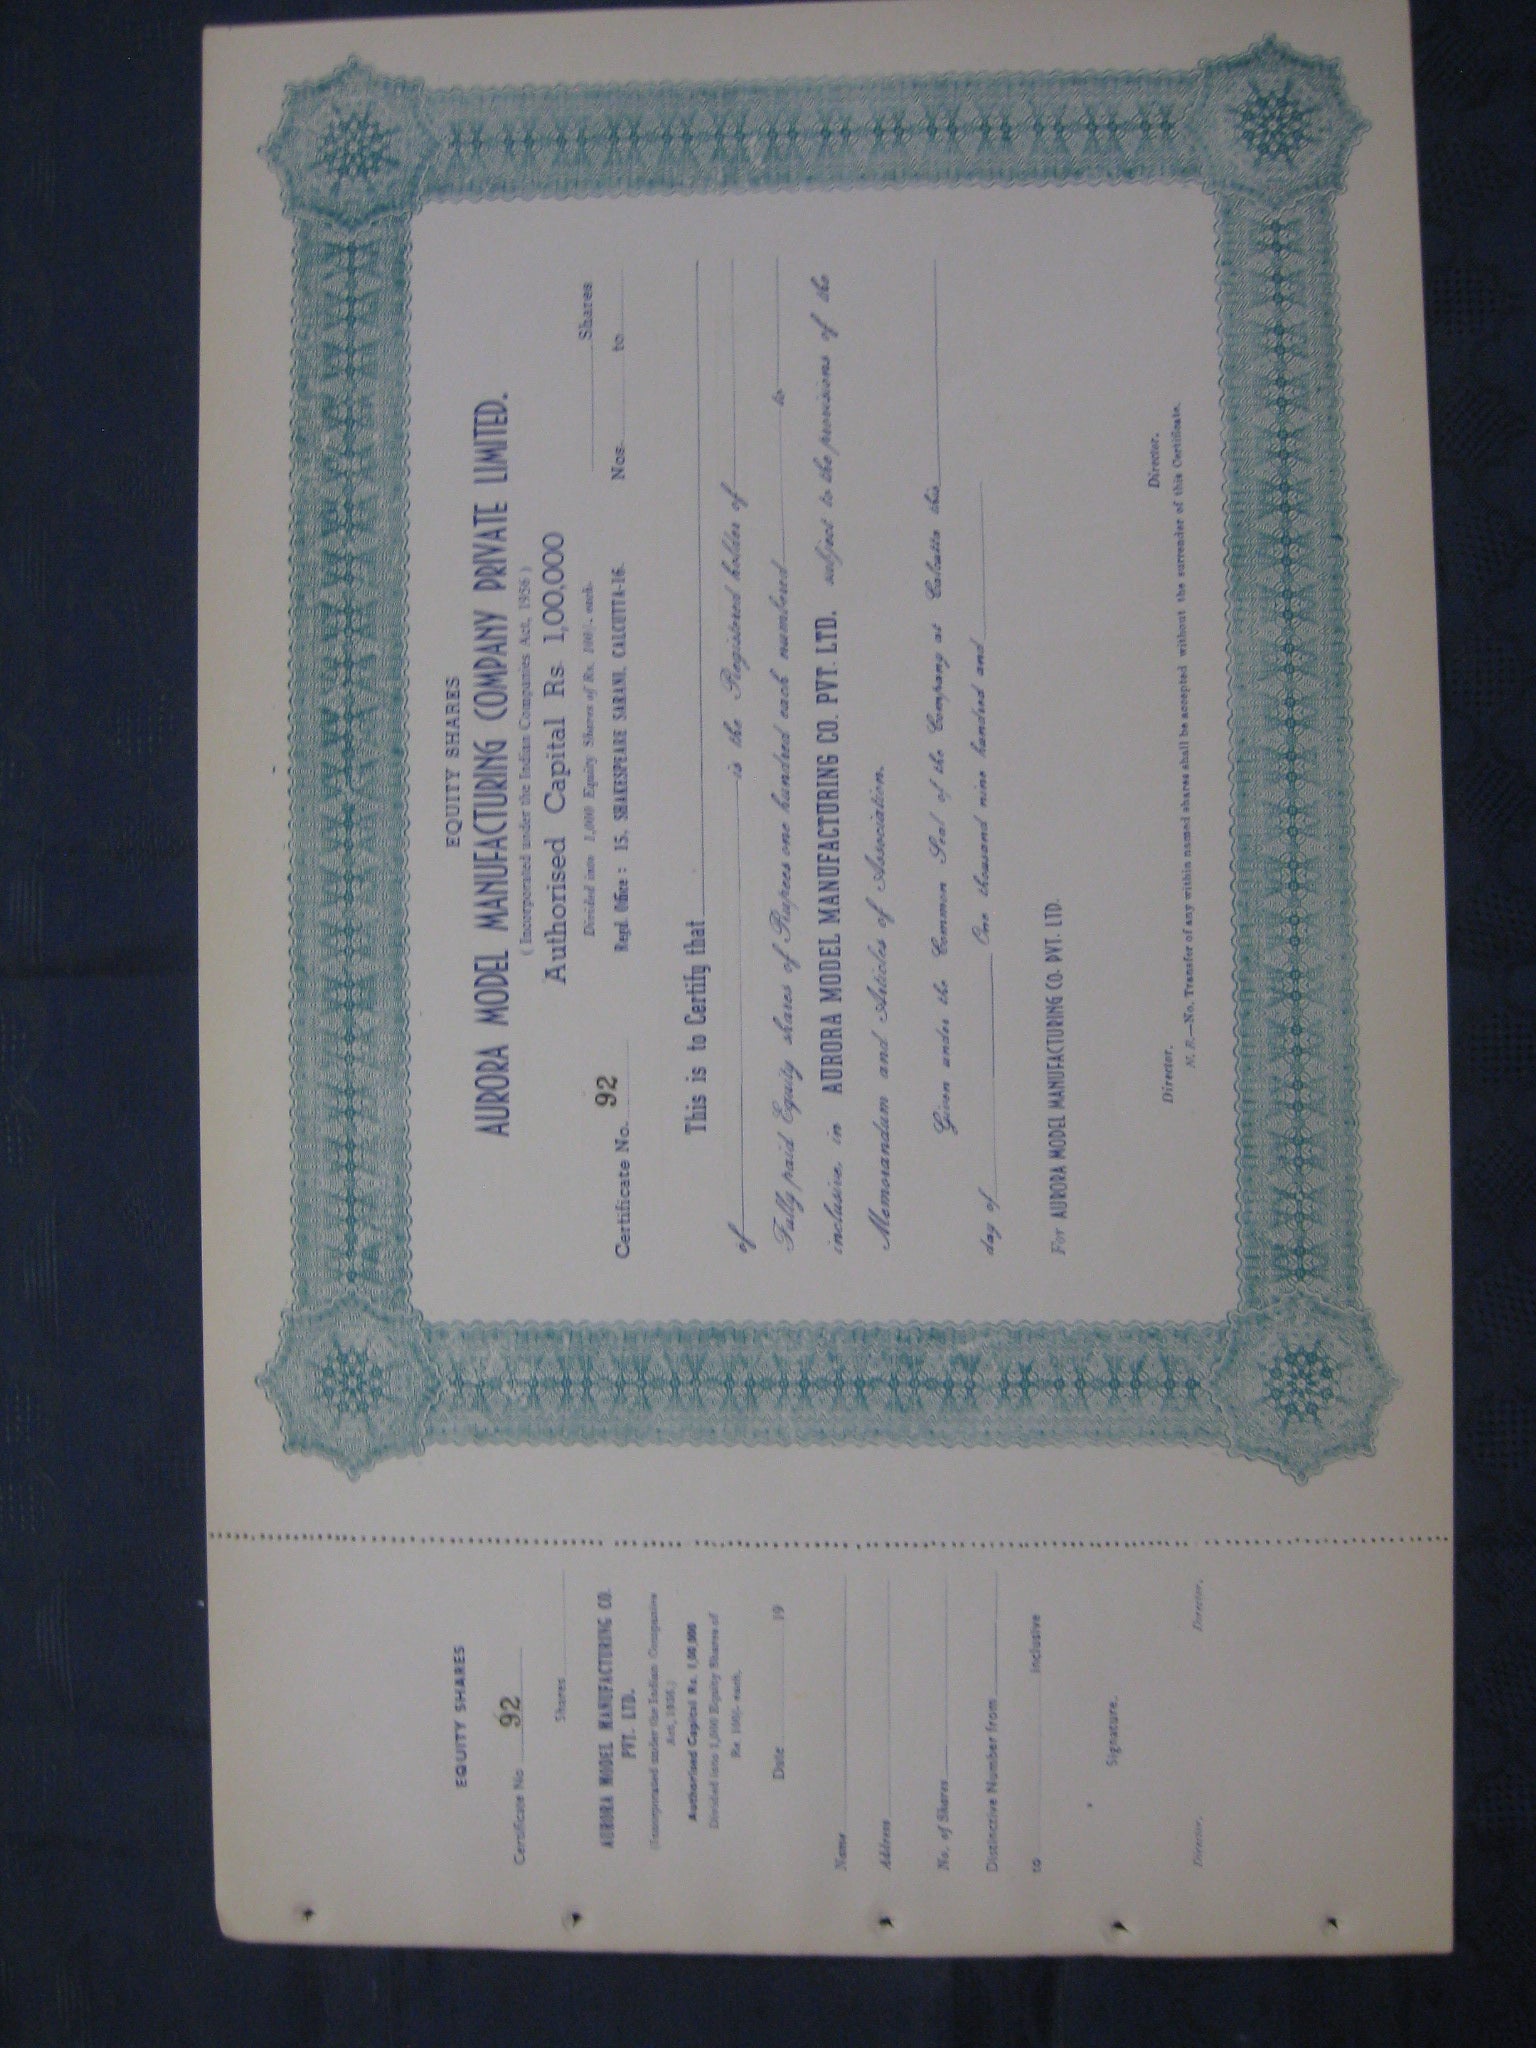 EQUITY SHARES
Certificate No 92
Shares
AURORA MODEL MANUFACTURING CO.
PVT. LTD.
(Incorporated under the Indian Companies
Act, 1956.)
Authorised Capital Rs. 1,00,000
Divided into 1,000 Equity Shares of
Rs. 100/- each.
Date 19
Name
Address
No. of Shares
Distinctive Number from
to inclusive
Signature.
Director. Director.
EQUITY SHARES
AURORA MODEL MANUFACTURING COMPANY PRIVATE LIMITED.
( Incorporated under the Indian Companies Act, 1956 )
Authorised Capital Rs. 1,00,000
Divided into 1,000 Equity Shares of Rs. 100/- each. Shares
Certificate No. 92 Regd. Office : 15, SHAKESPEARE SARANI, CALCUTTA-16. Nos. to
This is to Certify that
of is the Registered holder of
Fully paid Equity shares of Rupees one hundred each numbered to
inclusive, in AURORA MODEL MANUFACTURING CO. PVT. LTD. subject to the provisions of the
Memorandum and Articles of Association.
Given under the Common Seal of the Company at Calcutta this
day of One thousand nine hundred and
For AURORA MODEL MANUFACTURING CO. PVT. LTD.
Director. Director.
N. B.—No. Transfer of any within named shares shall be accepted without the surrender of this Certificate.